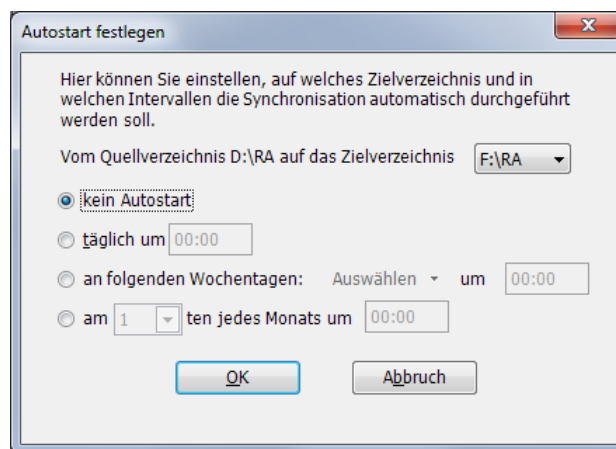 Autostart festlegen
Hier können Sie einstellen, auf welches Zielverzeichnis und in
welchen Intervallen die Synchronisation automatisch durchgeführt
werden soll.
Vom Quellverzeichnis D:\RA auf das Zielverzeichnis F:\RA
kein Autostart
täglich um 00:00
an folgenden Wochentagen: Auswählen um 00:00
am 1 ten jedes Monats um 00:00
OK Abbruch